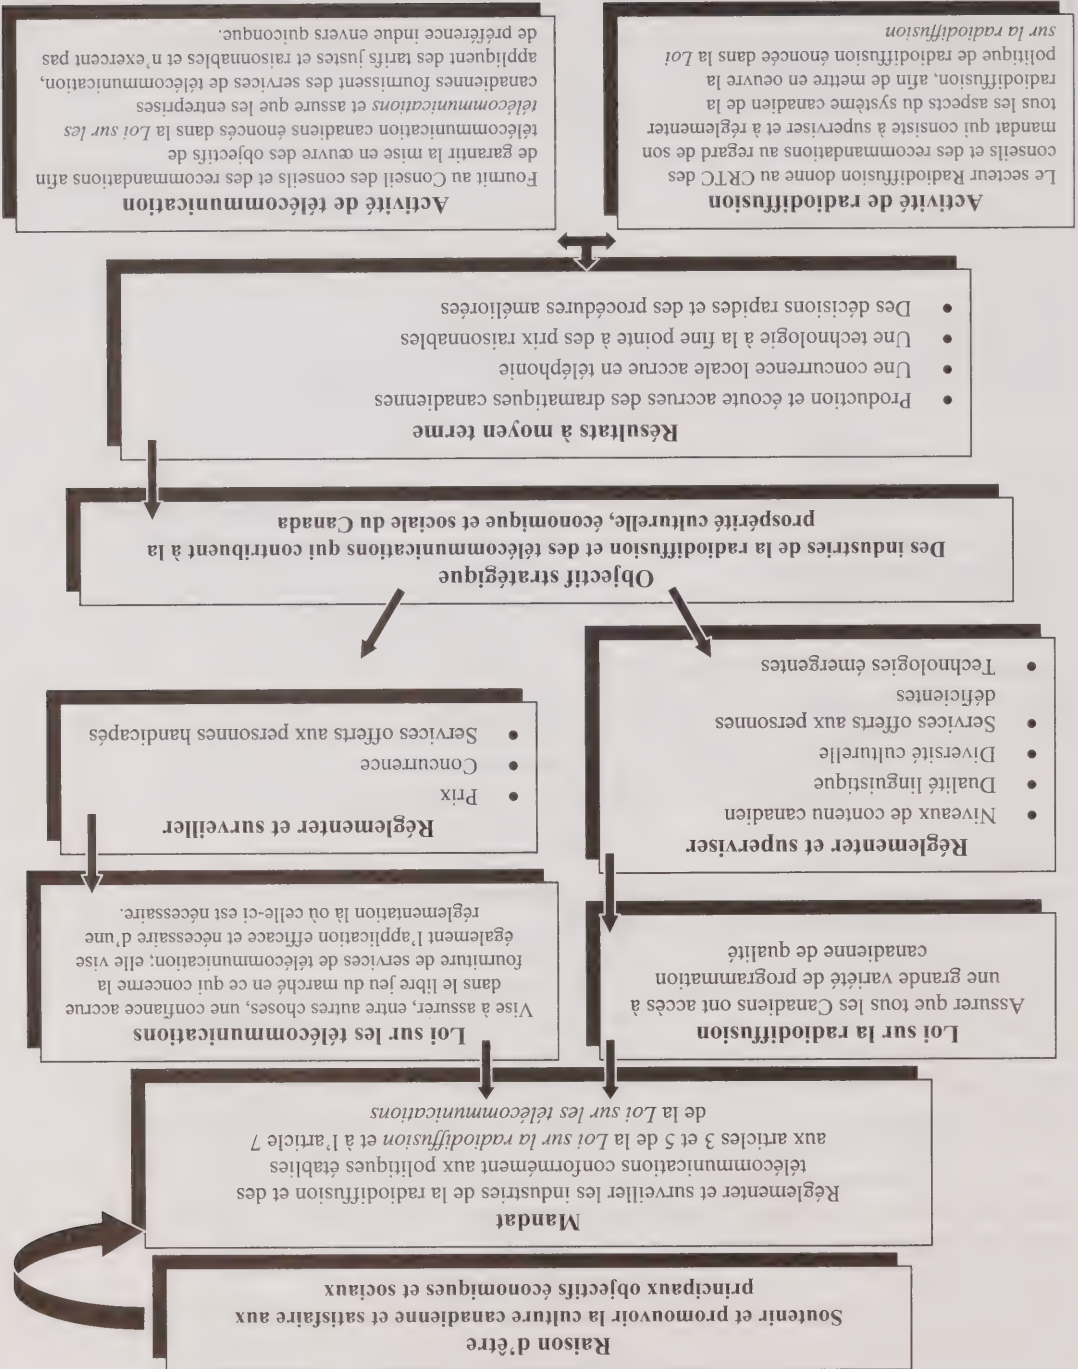 Raison d'être
Soutenir et promouvoir la culture canadienne et satisfaire aux
principaux objectifs économiques et sociaux
Mandat
Réglementer et surveiller les industries de la radiodiffusion et des
télécommunications conformément aux politiques établies
aux articles 3 et 5 de la Loi sur la radiodiffusion et à l'article 7
de la Loi sur les télécommunications
Loi sur la radiodiffusion
Assurer que tous les Canadiens ont accès à
une grande variété de programmation
canadienne de qualité
Loi sur les télécommunications
Vise à assurer, entre autres choses, une confiance accrue
dans le libre jeu du marché en ce qui concerne la
fourniture de services de télécommunication; elle vise
également l'application efficace et nécessaire d'une
réglementation là où celle-ci est nécessaire.
Réglementer et superviser
• Niveaux de contenu canadien
• Dualité linguistique
• Diversité culturelle
• Services offerts aux personnes
déficientes
• Technologies émergentes
Réglementer et surveiller
• Prix
• Concurrence
• Services offerts aux personnes handicapés
Objectif stratégique
Des industries de la radiodiffusion et des télécommunications qui contribuent à la
prospérité culturelle, économique et sociale du Canada
Résultats à moyen terme
• Production et écoute accrues des dramatiques canadiennes
• Une concurrence locale accrue en téléphonie
• Une technologie à la fine pointe à des prix raisonnables
• Des décisions rapides et des procédures améliorées
Activité de radiodiffusion
Le secteur Radiodiffusion donne au CRTC des
conseils et des recommandations au regard de son
mandat qui consiste à superviser et à réglementer
tous les aspects du système canadien de la
radiodiffusion, afin de mettre en oeuvre la
politique de radiodiffusion énoncée dans la Loi
sur la radiodiffusion
Activité de télécommunication
Fournit au Conseil des conseils et des recommandations afin
de garantir la mise en œuvre des objectifs de
télécommunication canadiens énoncés dans la Loi sur les
télécommunications et assure que les entreprises
canadiennes fournissent des services de télécommunication,
appliquent des tarifs justes et raisonnables et n'exercent pas
de préférence indue envers quiconque.